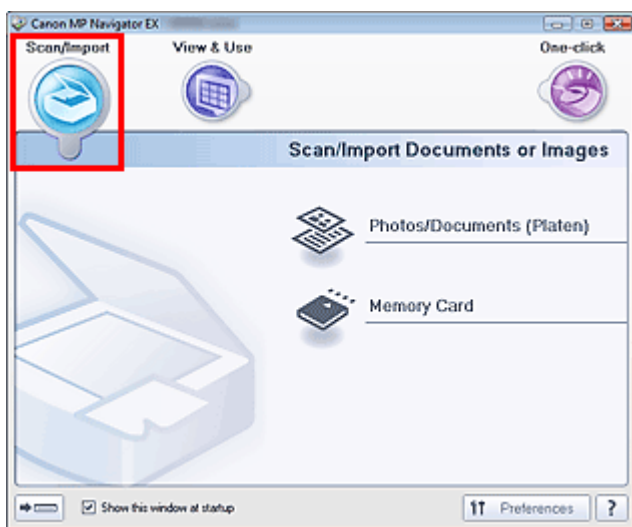 Canon MP Navigator EX
Scan/Import View & Use One-click
Scan/Import Documents or Images
Photos/Documents (Platen)
Memory Card
Show this window at startup Preferences ?